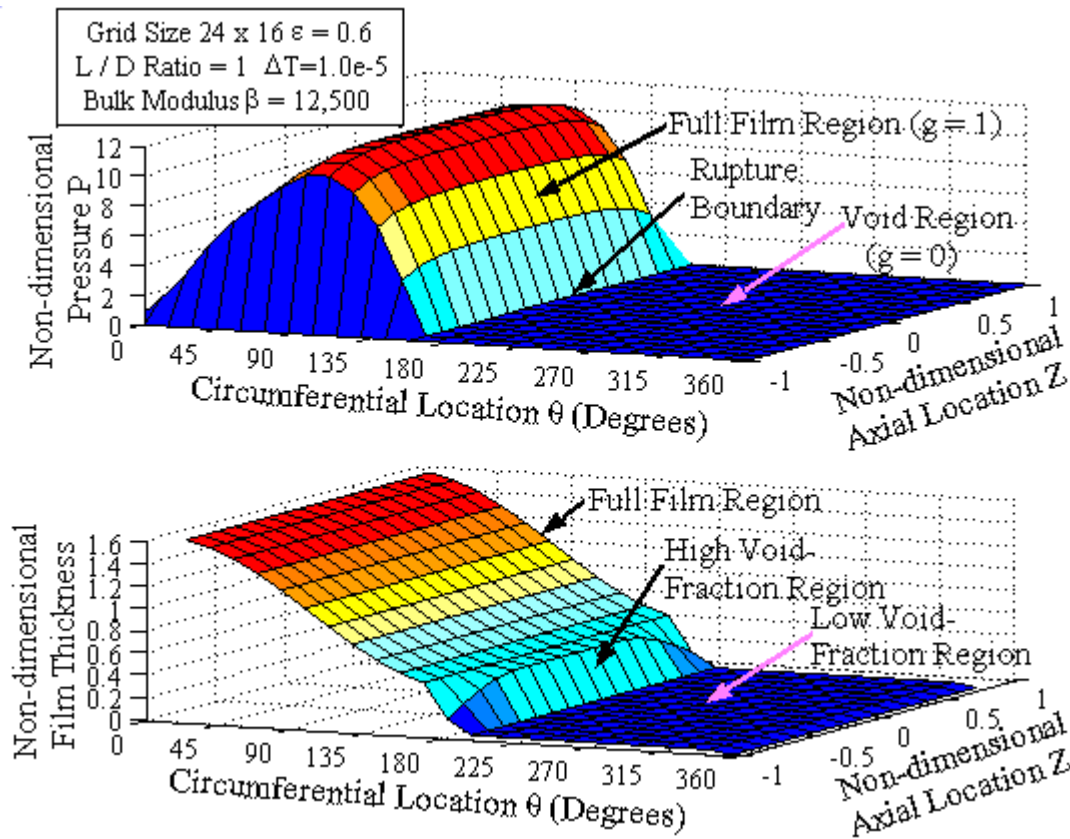 Grid Size 24 x 16 ε = 0.6
L / D Ratio = 1 ΔT=1.0e-5
Bulk Modulus β = 12,500
Full Film Region (g = 1)
Rupture
Boundary
Void Region
(g = 0)
Non-dimensional
Pressure P
12
10
8
6
4
2
0
0 45 90 135 180 225 270 315 360
Circumferential Location θ (Degrees)
-1 -0.5 0 0.5 1
Non-dimensional
Axial Location Z
Full Film Region
High Void-
Fraction Region
Low Void-
Fraction Region
Non-dimensional
Film Thickness
1.6
1.4
1.2
1
0.8
0.6
0.4
0.2
0
0 45 90 135 180 225 270 315 360
Circumferential Location θ (Degrees)
-1 -0.5 0 0.5 1
Non-dimensional
Axial Location Z